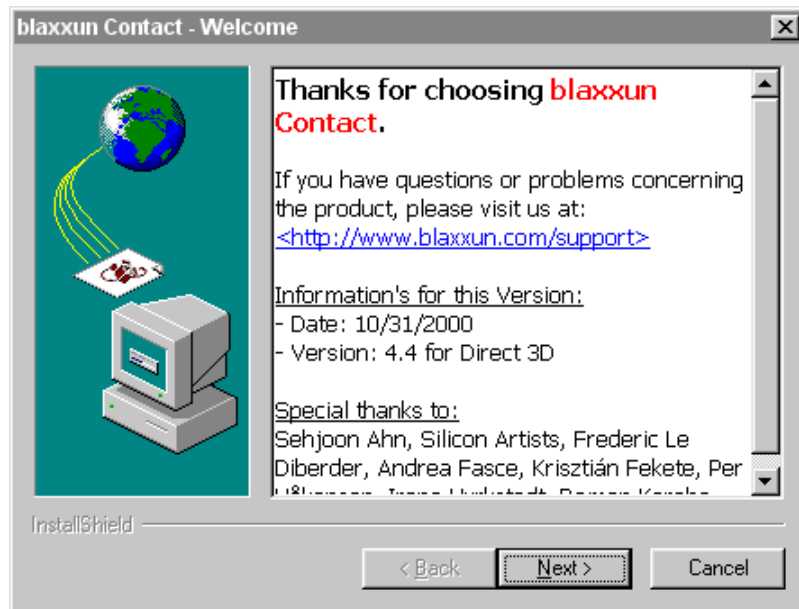 blaxxun Contact - Welcome
Thanks for choosing blaxxun
Contact.
If you have questions or problems concerning
the product, please visit us at:
<http://www.blaxxun.com/support>
Information's for this Version:
- Date: 10/31/2000
- Version: 4.4 for Direct 3D
Special thanks to:
Sehjoon Ahn, Silicon Artists, Frederic Le
Diberder, Andrea Fasce, Krisztián Fekete, Per
InstallShield
< Back
Next >
Cancel